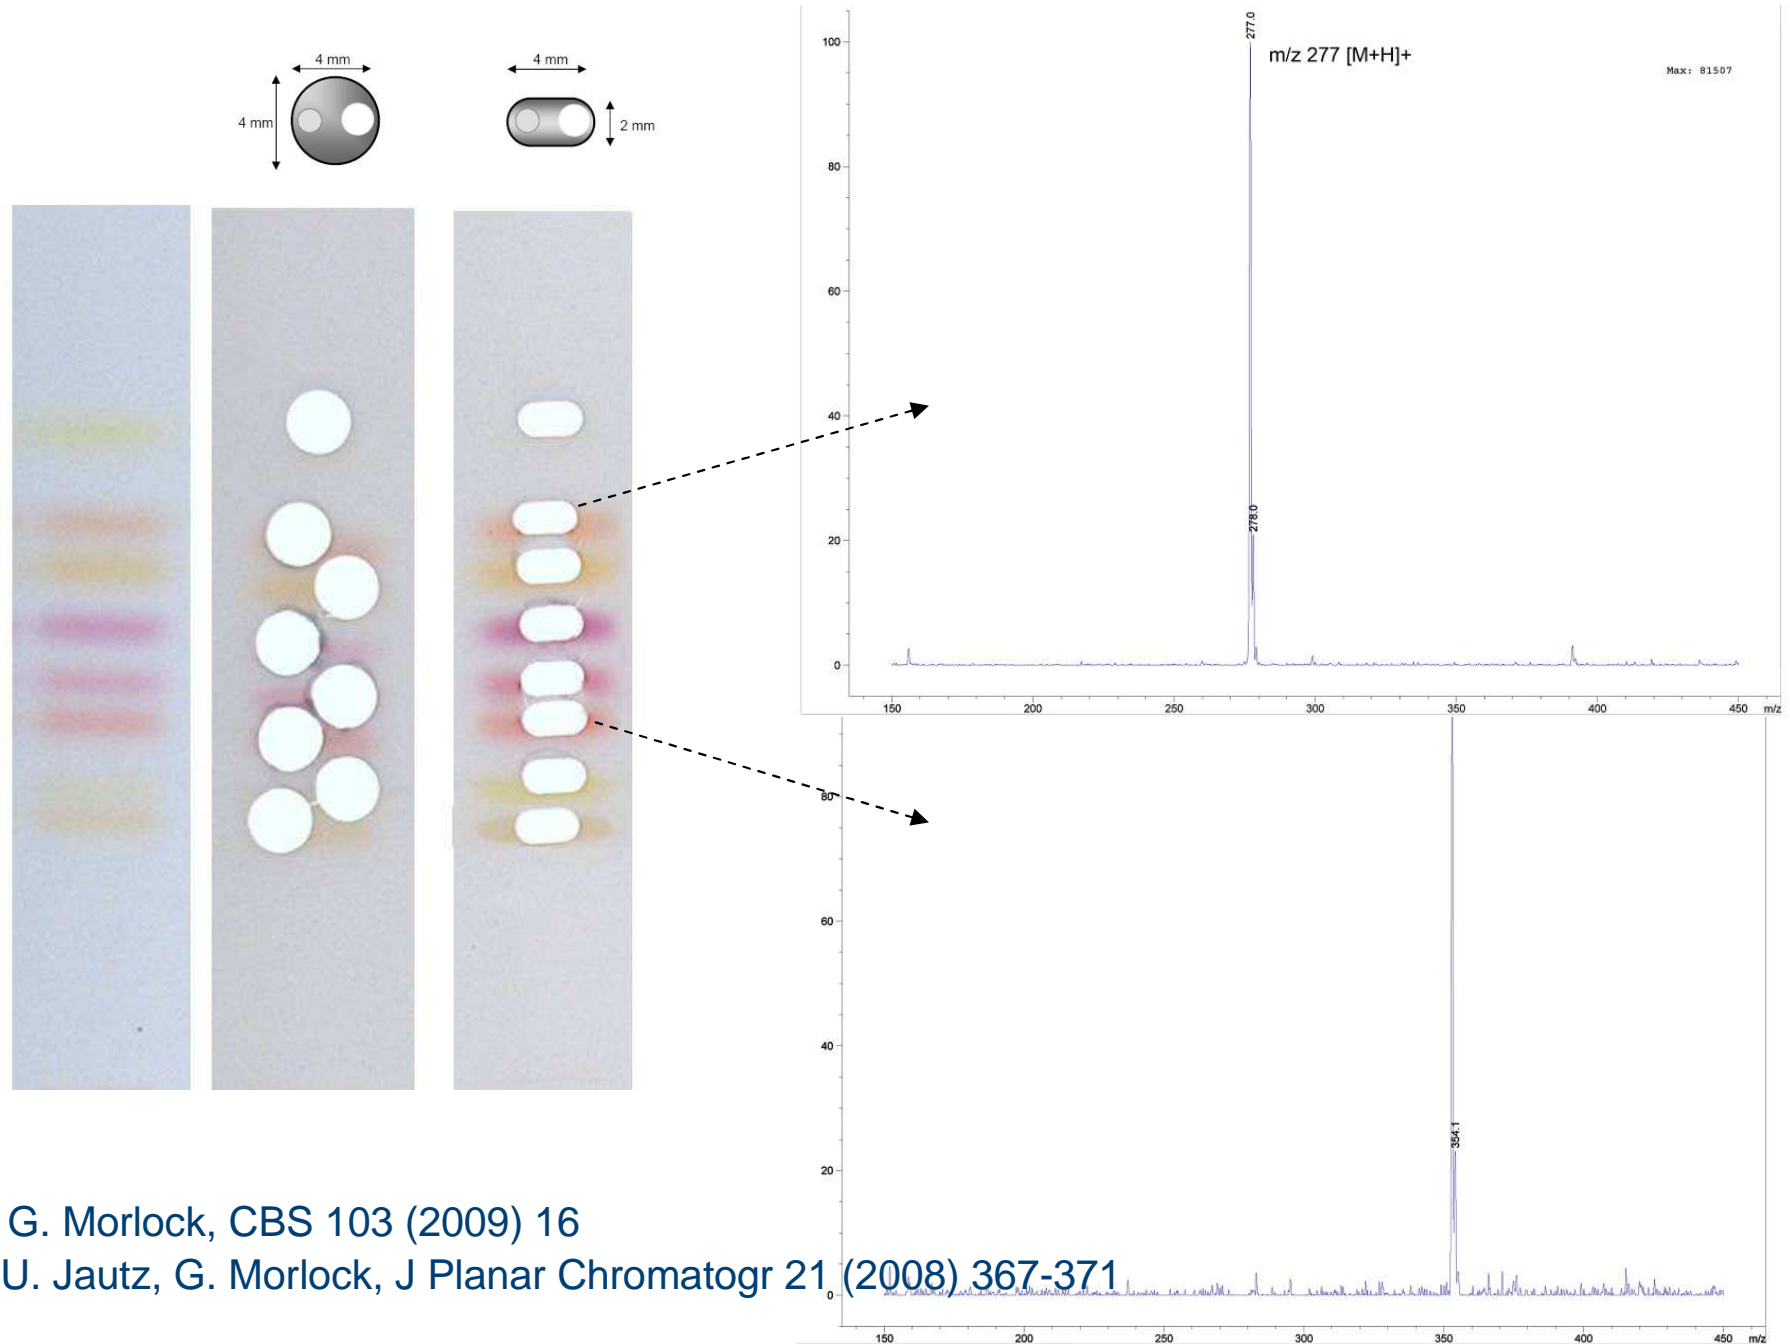 4 mm
4 mm
4 mm
2 mm
277.0
m/z 277 [M+H]+
Max: 81507
278.0
100
80
60
40
20
0
150 200 250 300 350 400 450 m/z
354.1
80
60
40
20
0
150 200 250 300 350 400 450 m/z
G. Morlock, CBS 103 (2009) 16
U. Jautz, G. Morlock, J Planar Chromatogr 21 (2008) 367-371